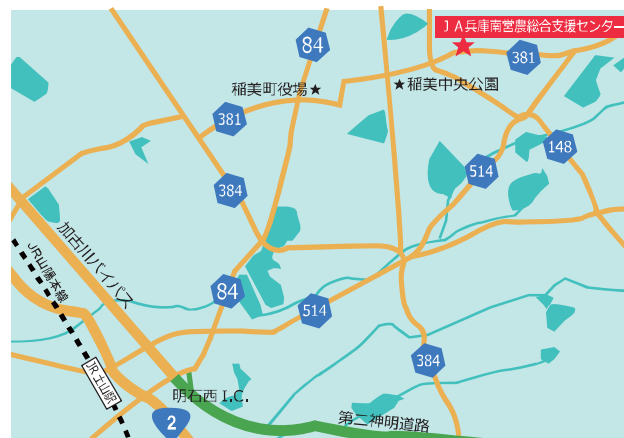 JA兵庫南営農総合支援センター
84
381
稲美町役場★
★稲美中央公園
381
148
514
384
加古川バイパス
JR山陽本線
84
514
384
JR土山駅
明石西I.C.
2
第二神明道路